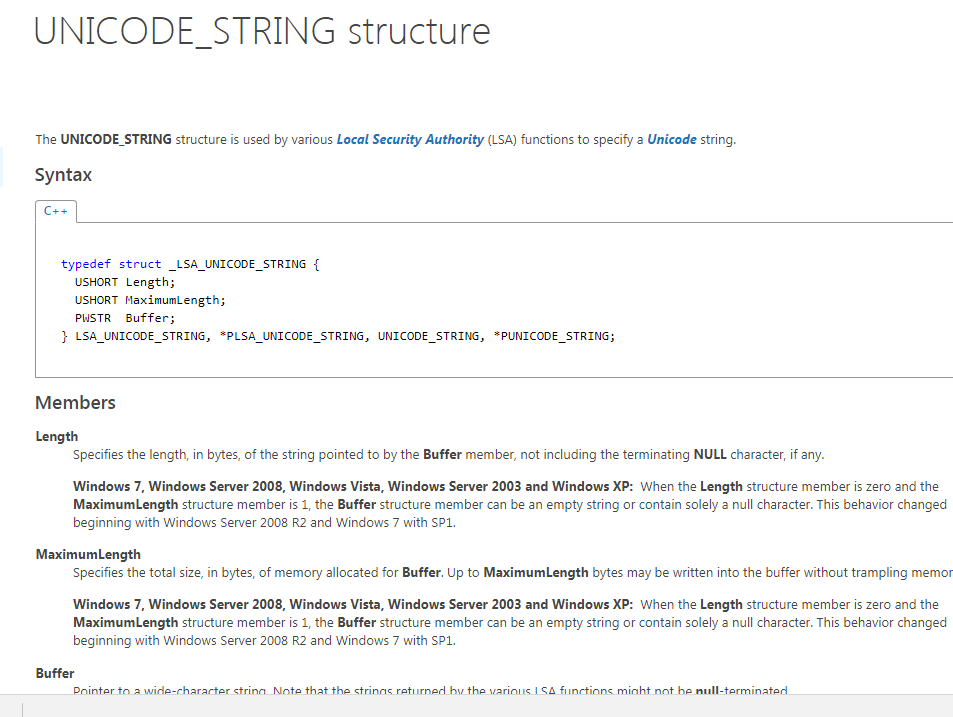 UNICODE_STRING structure
The UNICODE_STRING structure is used by various Local Security Authority (LSA) functions to specify a Unicode string.
Syntax
C++
typedef struct _LSA_UNICODE_STRING {
USHORT Length;
USHORT MaximumLength;
PWSTR  Buffer;
} LSA_UNICODE_STRING, *PLSA_UNICODE_STRING, UNICODE_STRING, *PUNICODE_STRING;
Members
Length
Specifies the length, in bytes, of the string pointed to by the Buffer member, not including the terminating NULL character, if any.
Windows 7, Windows Server 2008, Windows Vista, Windows Server 2003 and Windows XP:  When the Length structure member is zero and the
MaximumLength structure member is 1, the Buffer structure member can be an empty string or contain solely a null character. This behavior changed
beginning with Windows Server 2008 R2 and Windows 7 with SP1.
MaximumLength
Specifies the total size, in bytes, of memory allocated for Buffer. Up to MaximumLength bytes may be written into the buffer without trampling memor
Windows 7, Windows Server 2008, Windows Vista, Windows Server 2003 and Windows XP:  When the Length structure member is zero and the
MaximumLength structure member is 1, the Buffer structure member can be an empty string or contain solely a null character. This behavior changed
beginning with Windows Server 2008 R2 and Windows 7 with SP1.
Buffer
Pointer to a wide-character string. Note that the strings returned by the various LSA functions might not be null-terminated.